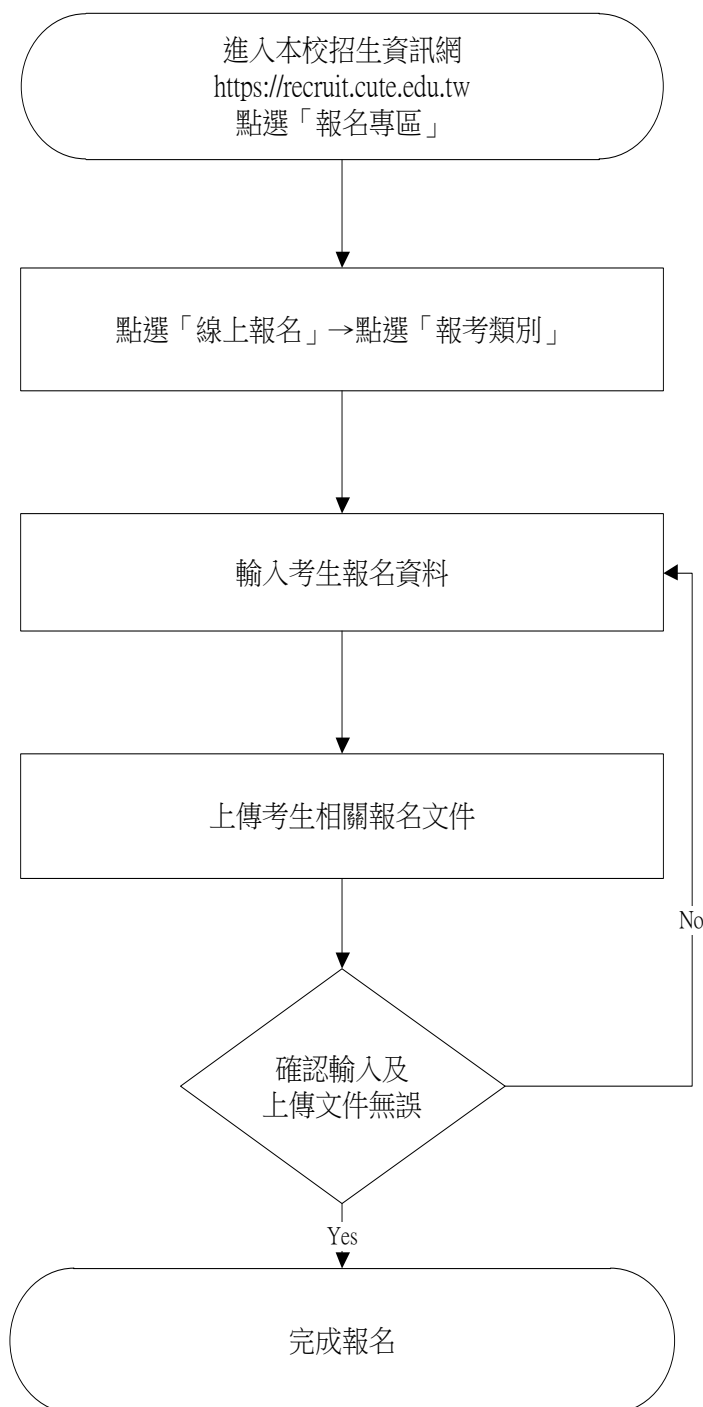 進入本校招生資訊網
https://recruit.cute.edu.tw
點選「報名專區」
點選「線上報名」→點選「報考類別」
輸入考生報名資料
上傳考生相關報名文件
No
確認輸入及
上傳文件無誤
Yes
完成報名